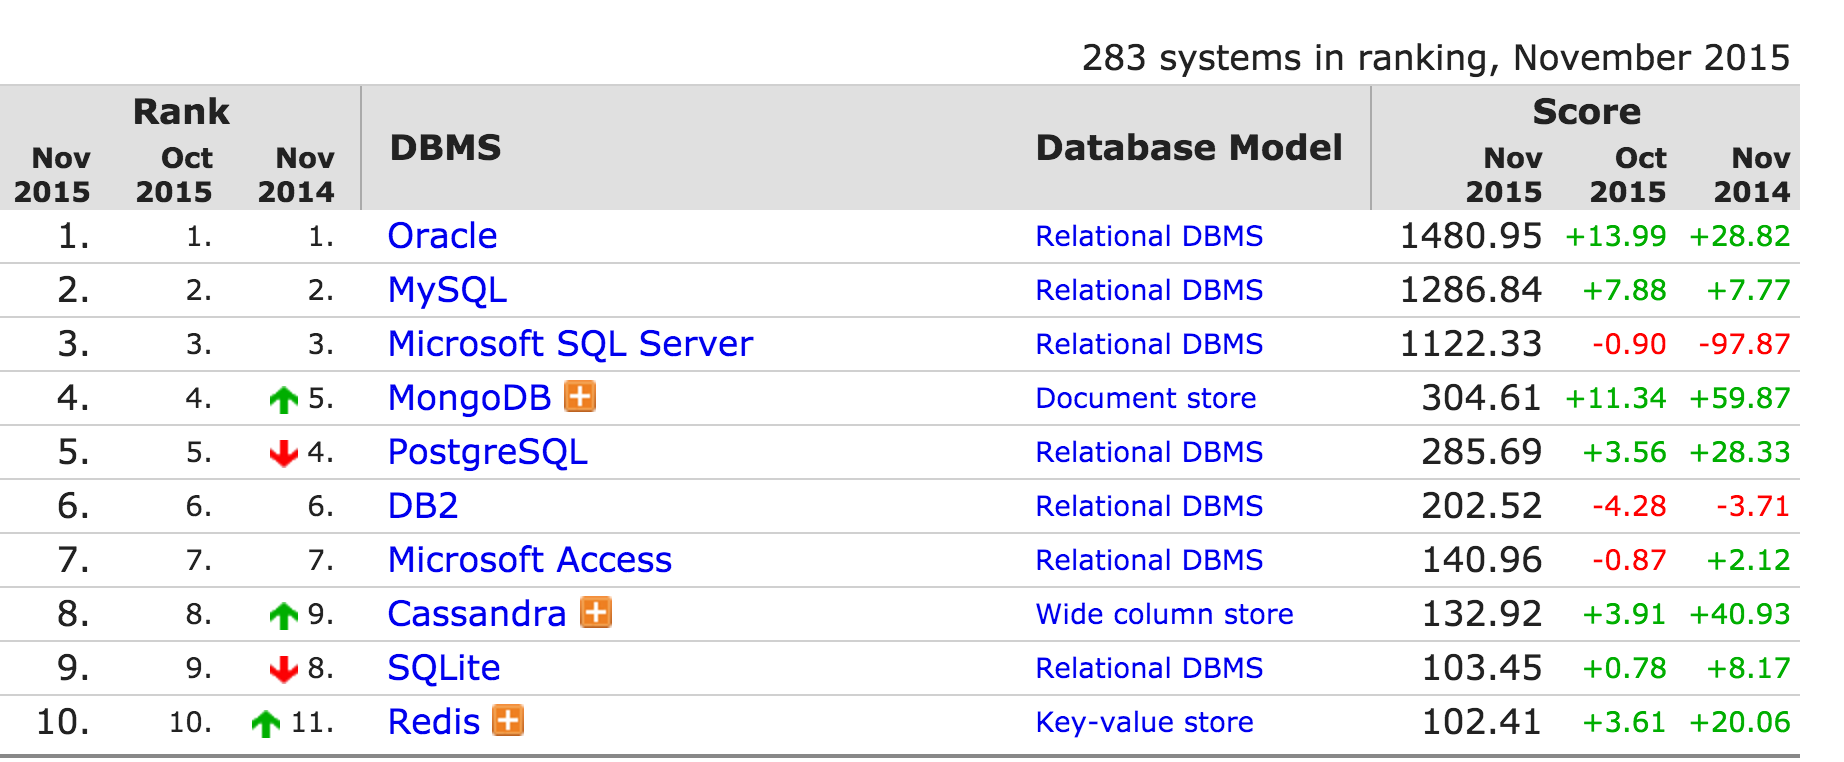 283 systems in ranking, November 2015
Rank DBMS Database Model Score
Nov 2015 Oct 2015 Nov 2014 Nov 2015 Oct 2015 Nov 2014
1. 1. 1. Oracle Relational DBMS 1480.95 +13.99 +28.82
2. 2. 2. MySQL Relational DBMS 1286.84 +7.88 +7.77
3. 3. 3. Microsoft SQL Server Relational DBMS 1122.33 -0.90 -97.87
4. 4. 5. MongoDB Document store 304.61 +11.34 +59.87
5. 5. 4. PostgreSQL Relational DBMS 285.69 +3.56 +28.33
6. 6. 6. DB2 Relational DBMS 202.52 -4.28 -3.71
7. 7. 7. Microsoft Access Relational DBMS 140.96 -0.87 +2.12
8. 8. 9. Cassandra Wide column store 132.92 +3.91 +40.93
9. 9. 8. SQLite Relational DBMS 103.45 +0.78 +8.17
10. 10. 11. Redis Key-value store 102.41 +3.61 +20.06